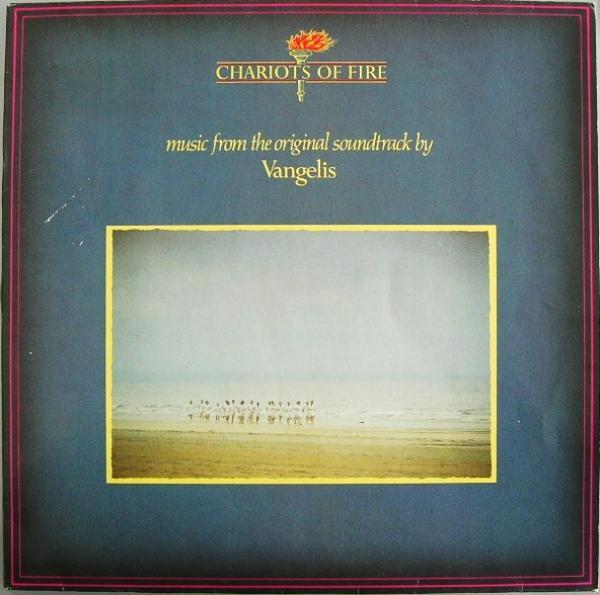 CHARIOTS OF FIRE
music from the original soundtrack by
Vangelis